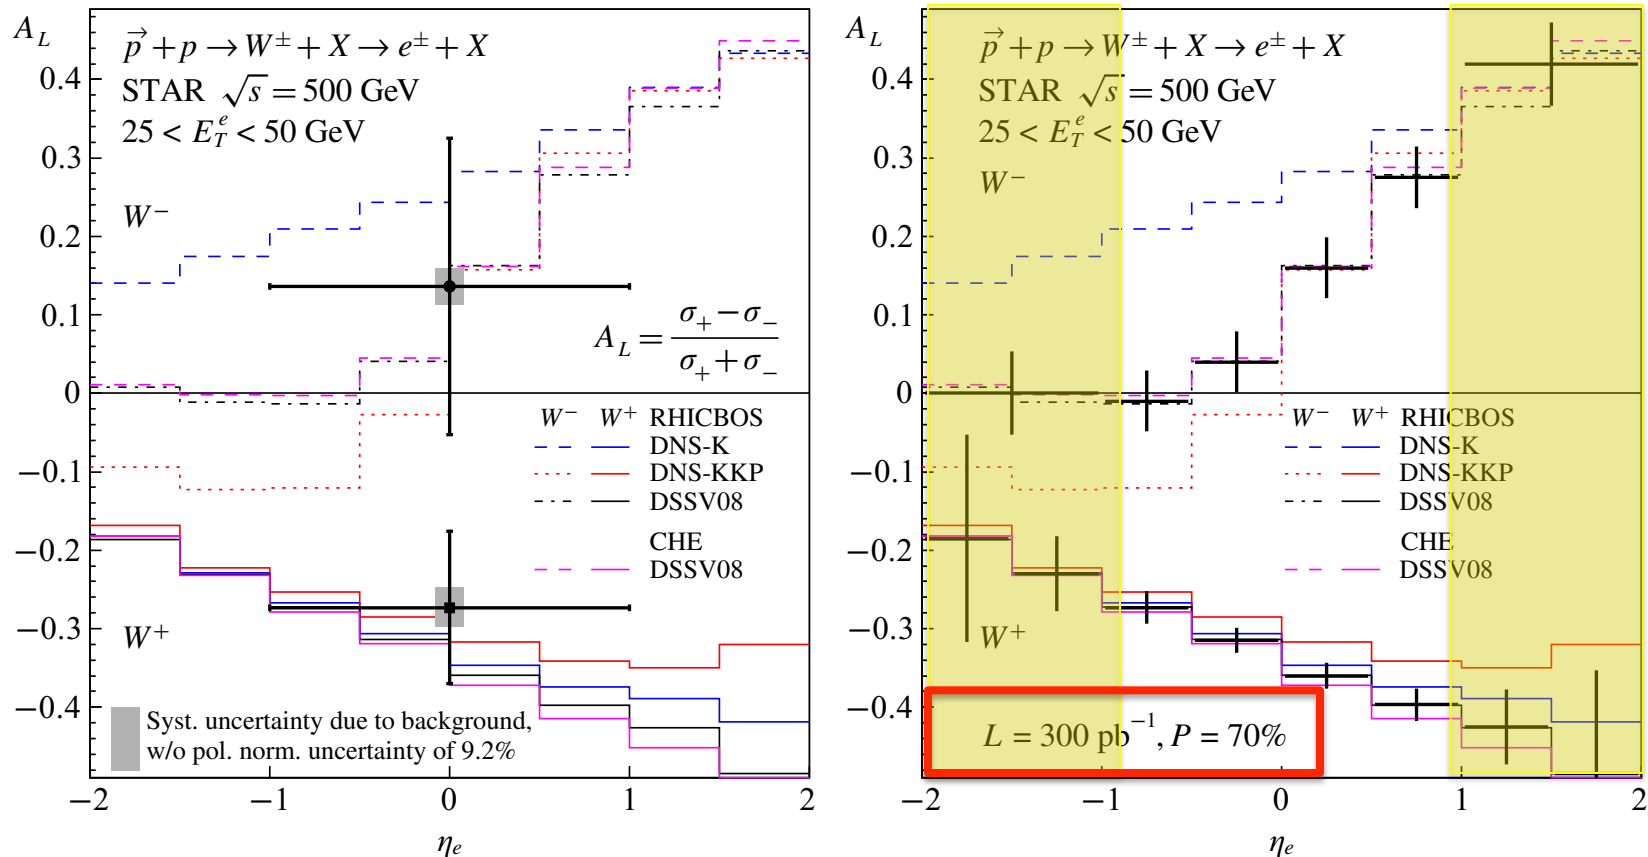 A_L
p⃗ + p → W^± + X → e^± + X
STAR √s = 500 GeV
25 < E_T^e < 50 GeV
W^−
A_L = (σ_+ − σ_−) / (σ_+ + σ_−)
W^− W^+ RHICBOS
DNS-K
DNS-KKP
DSSV08
CHE
DSSV08
W^+
Syst. uncertainty due to background,
w/o pol. norm. uncertainty of 9.2%
0.4
0.3
0.2
0.1
0
−0.1
−0.2
−0.3
−0.4
−2 −1 0 1 2
η_e
A_L
p⃗ + p → W^± + X → e^± + X
STAR √s = 500 GeV
25 < E_T^e < 50 GeV
W^−
W^− W^+ RHICBOS
DNS-K
DNS-KKP
DSSV08
CHE
DSSV08
W^+
L = 300 pb^−1, P = 70%
0.4
0.3
0.2
0.1
0
−0.1
−0.2
−0.3
−0.4
−2 −1 0 1 2
η_e